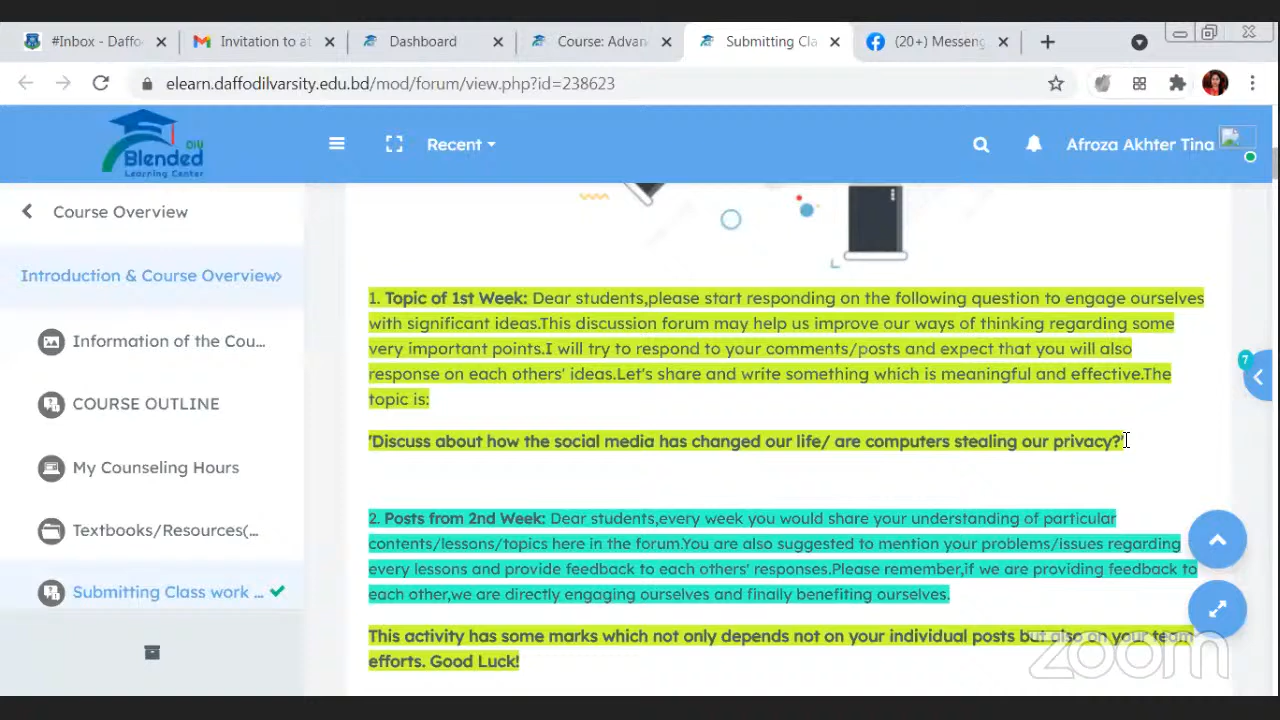 #Inbox - Daffo
Invitation to at
Dashboard
Course: Advan
Submitting Cla
(20+) Messeng
elearn.daffodilvarsity.edu.bd/mod/forum/view.php?id=238623
DIU
Blended
Learning Center
Recent
Afroza Akhter Tina
Course Overview
Introduction & Course Overview
Information of the Cou...
COURSE OUTLINE
My Counseling Hours
Textbooks/Resources(...
Submitting Class work ...
1. Topic of 1st Week: Dear students,please start responding on the following question to engage ourselves
with significant ideas.This discussion forum may help us improve our ways of thinking regarding some
very important points.I will try to respond to your comments/posts and expect that you will also
response on each others' ideas.Let's share and write something which is meaningful and effective.The
topic is:
'Discuss about how the social media has changed our life/ are computers stealing our privacy?'
7
2. Posts from 2nd Week: Dear students,every week you would share your understanding of particular
contents/lessons/topics here in the forum.You are also suggested to mention your problems/issues regarding
every lessons and provide feedback to each others' responses.Please remember,if we are providing feedback to
each other,we are directly engaging ourselves and finally benefiting ourselves.
This activity has some marks which not only depends not on your individual posts but also on your team
efforts. Good Luck!
zoom